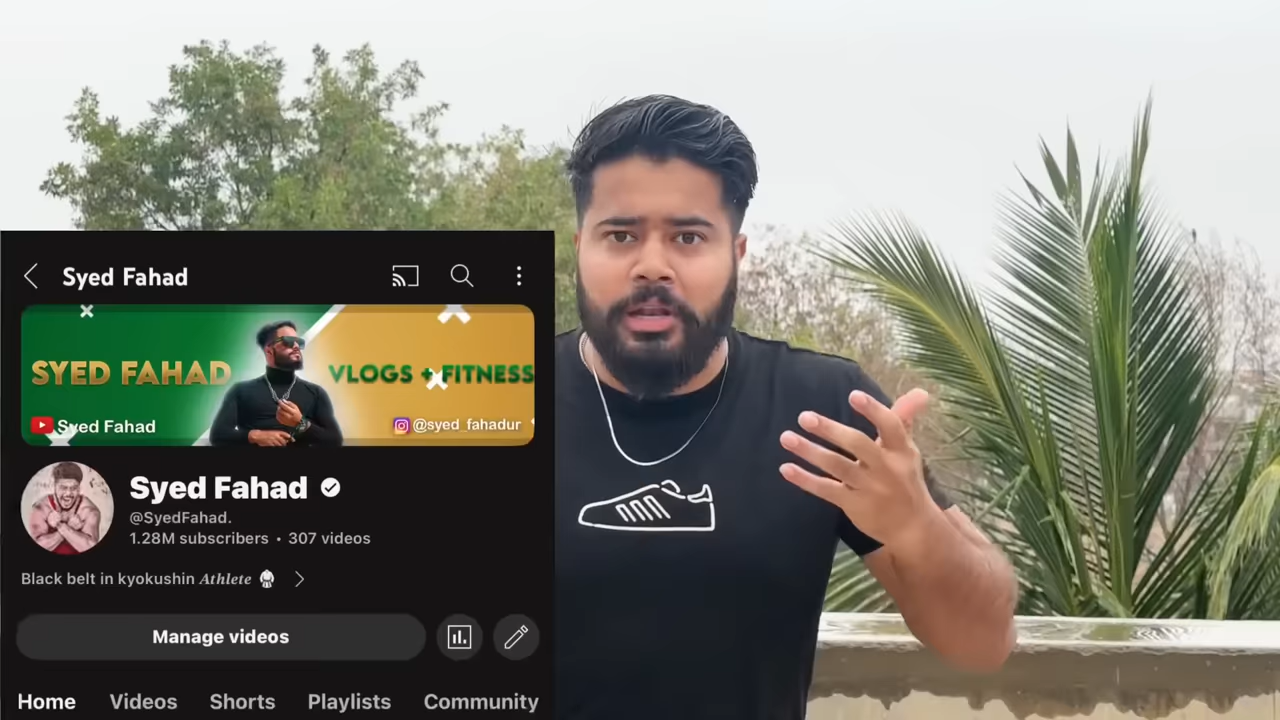 Syed Fahad
SYED FAHAD
VLOGS + FITNESS
Syed Fahad
@syed_fahadur
Syed Fahad
@SyedFahad.
1.28M subscribers • 307 videos
Black belt in kyokushin 𝑨𝒕𝒉𝒍𝒆𝒕𝒆 🥋
Manage videos
Home Videos Shorts Playlists Community